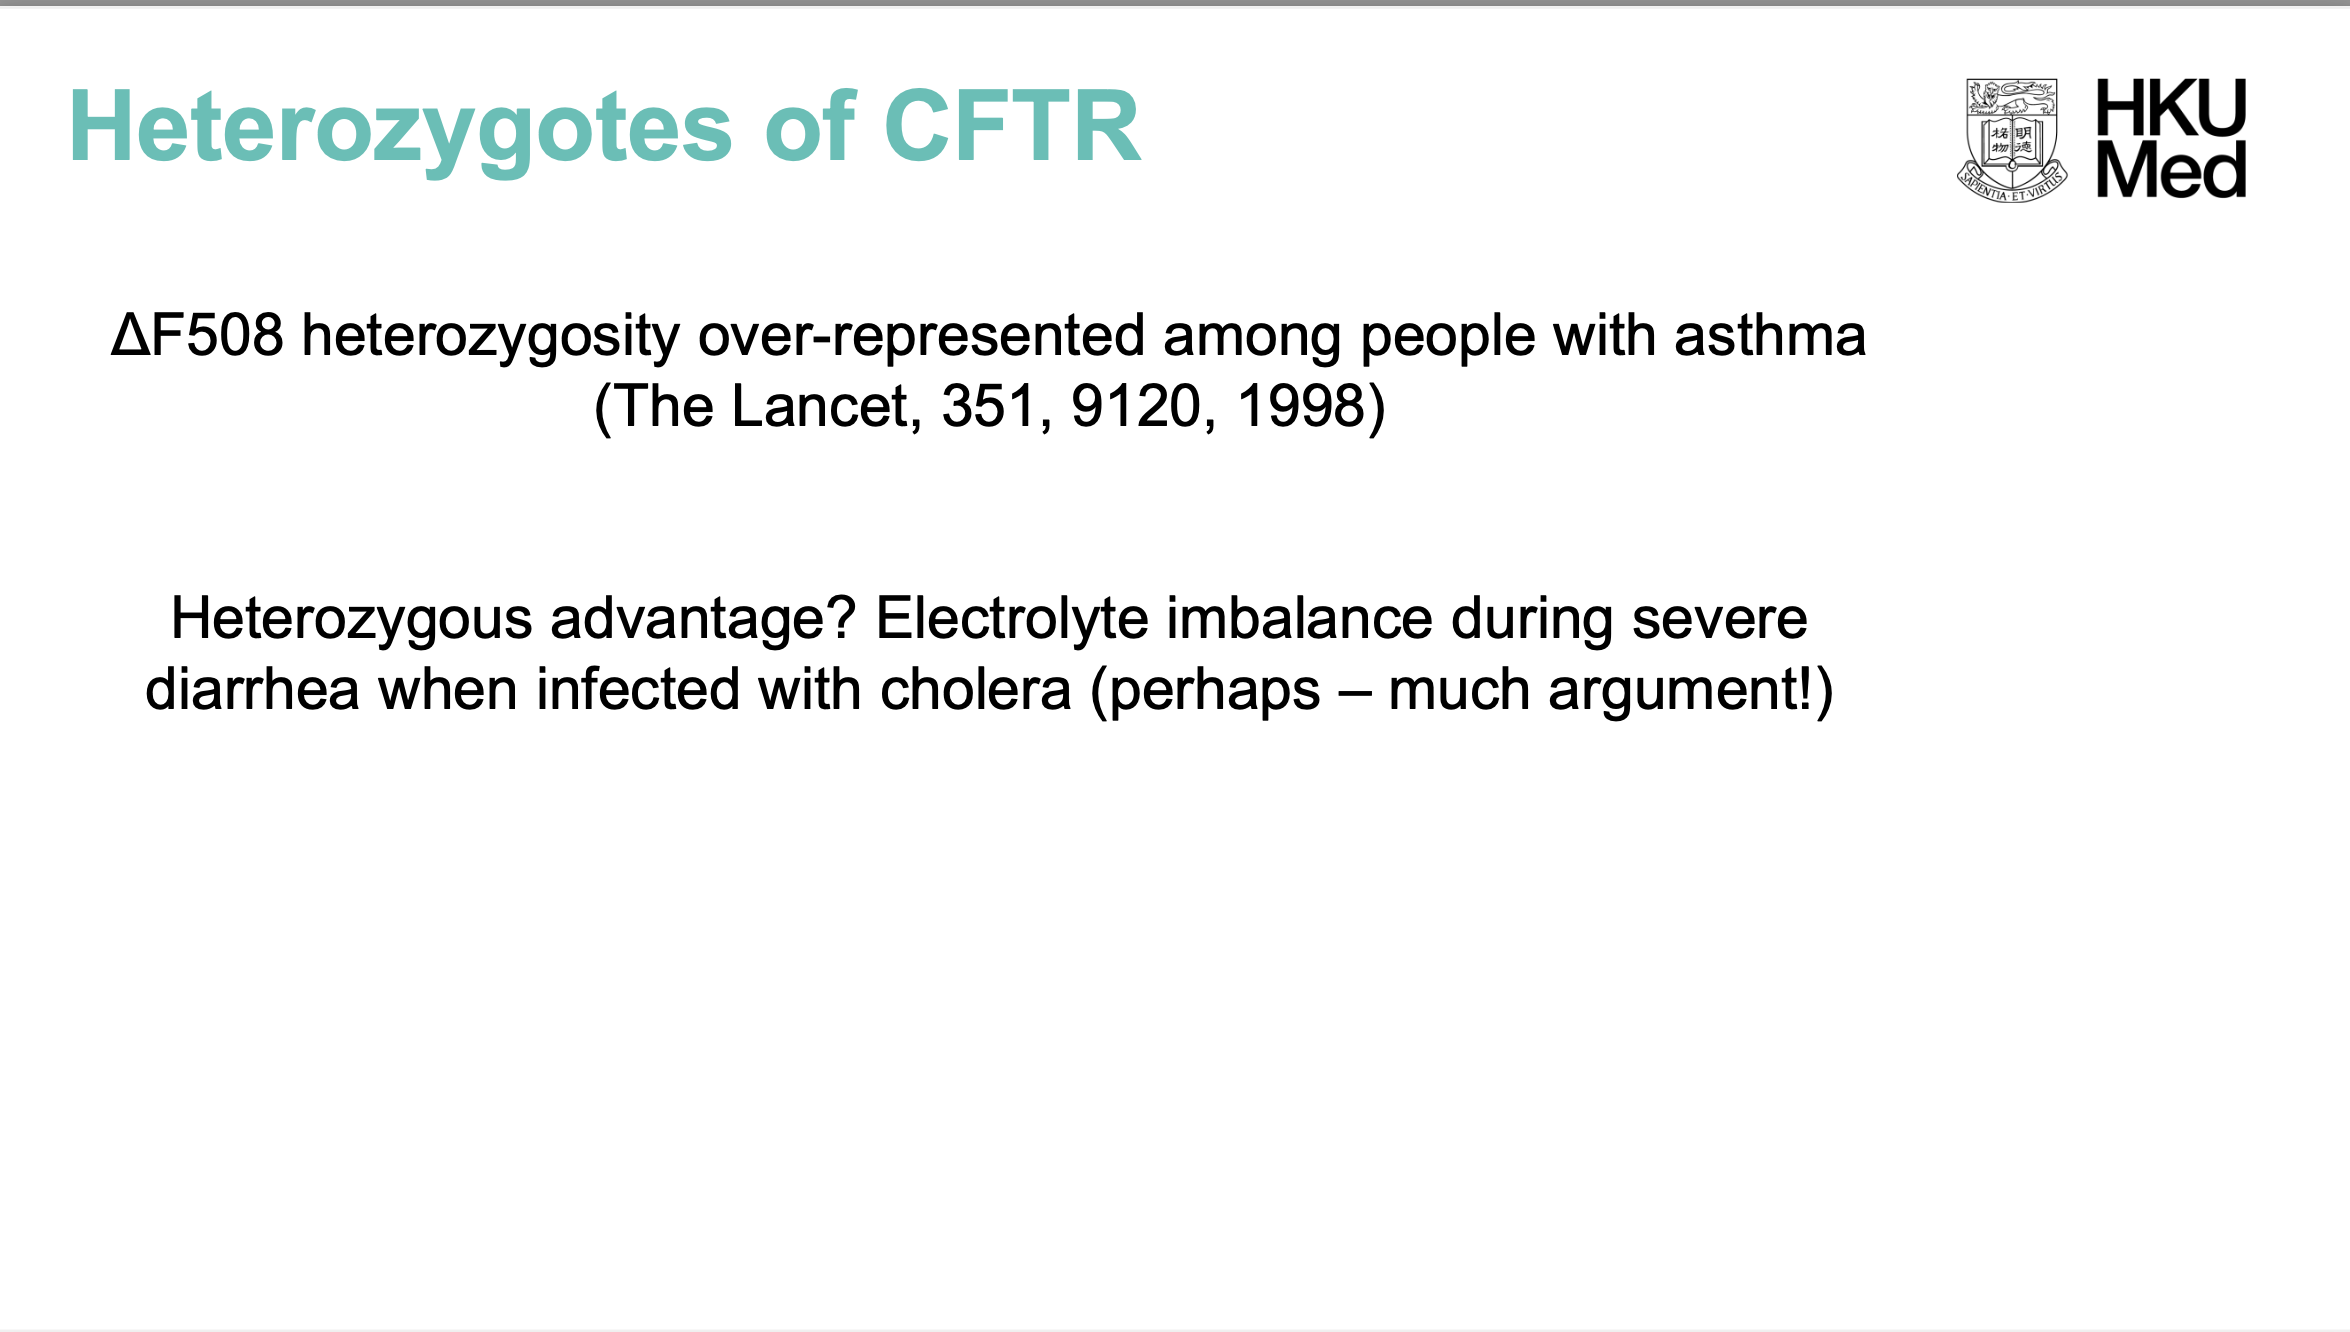 Heterozygotes of CFTR
格 明
物 德
SAPIENTIA·ET·VIRTUS
HKU
Med
ΔF508 heterozygosity over-represented among people with asthma
(The Lancet, 351, 9120, 1998)
Heterozygous advantage? Electrolyte imbalance during severe
diarrhea when infected with cholera (perhaps – much argument!)